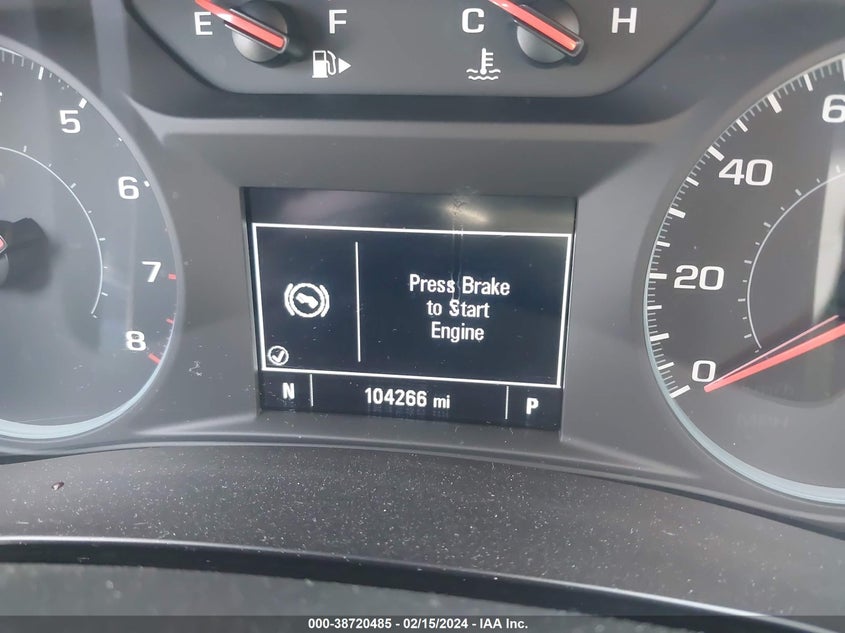 E F C H
5
6
7
8
40
20
0
Press Brake
to Start
Engine
N 104266 mi P
000-38720485 - 02/15/2024 - IAA Inc.